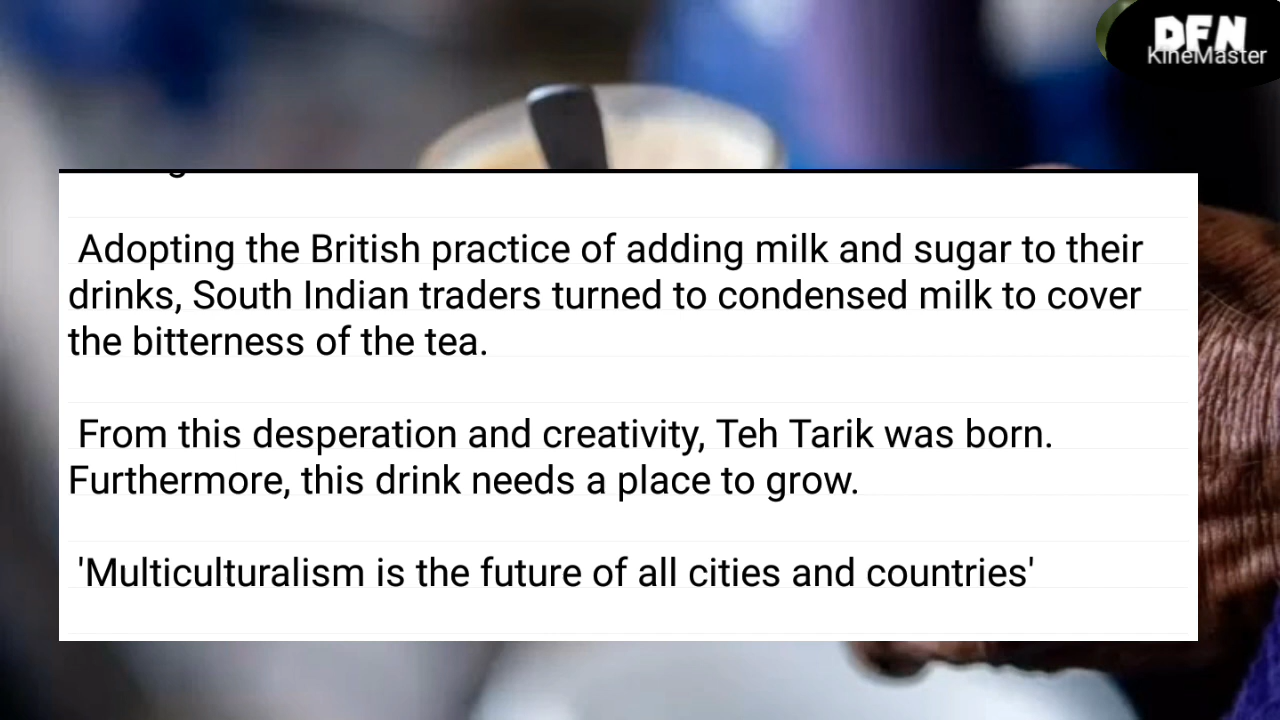 DFN
KineMaster
Adopting the British practice of adding milk and sugar to their
drinks, South Indian traders turned to condensed milk to cover
the bitterness of the tea.
From this desperation and creativity, Teh Tarik was born.
Furthermore, this drink needs a place to grow.
'Multiculturalism is the future of all cities and countries'